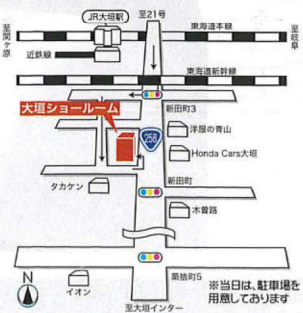 至21号
JR大垣駅
東海道本線
至関ヶ原
至岐阜
近鉄線
東海道新幹線
大垣ショールーム
新田町3
258
洋服の青山
Honda Cars大垣
タカケン
新田町
木曽路
築捨町5
イオン
N
※当日は、駐車場を
用意しております
至大垣インター